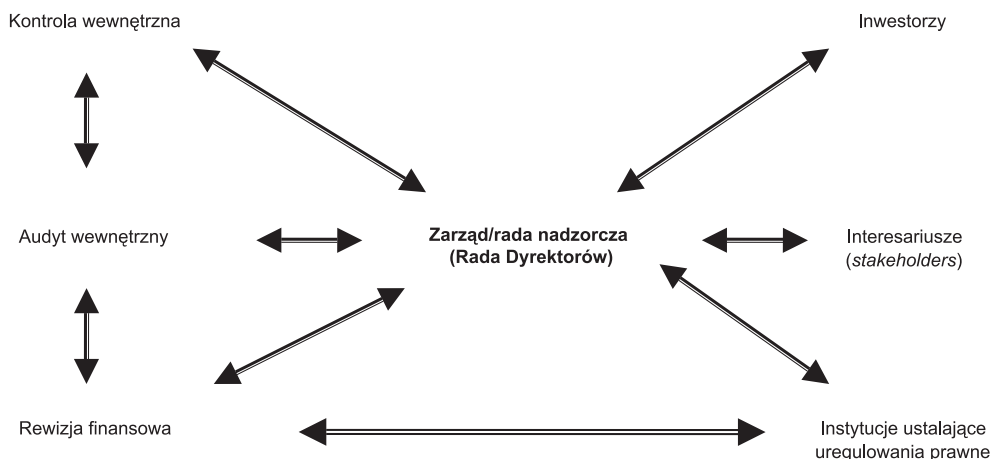 Kontrola wewnętrzna
Inwestorzy
Audyt wewnętrzny
Zarząd/rada nadzorcza
(Rada Dyrektorów)
Interesariusze
(stakeholders)
Rewizja finansowa
Instytucje ustalające
uregulowania prawne